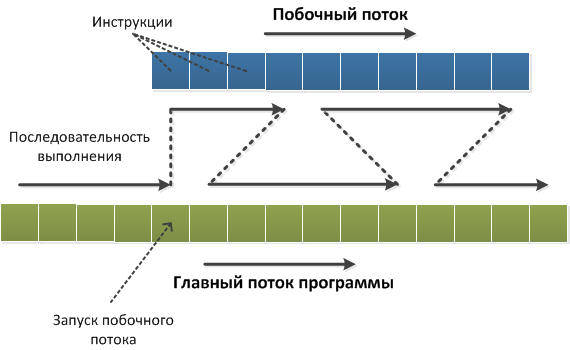 Инструкции
Побочный поток
Последовательность
выполнения
Главный поток программы
Запуск побочного
потока